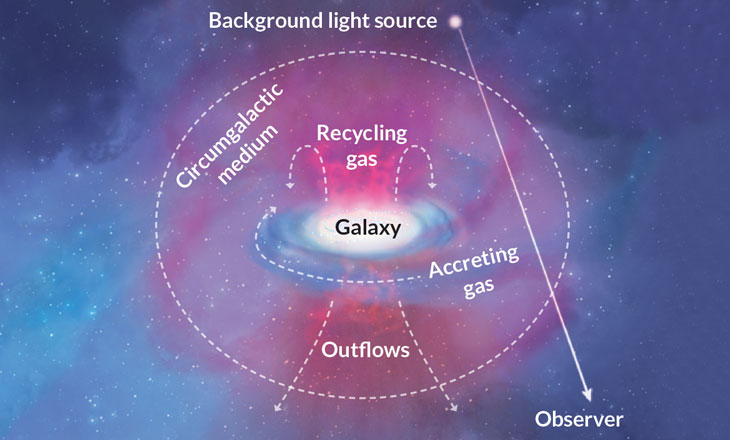 Background light source
Circumgalactic
medium
Recycling
gas
Galaxy
Accreting
gas
Outflows
Observer